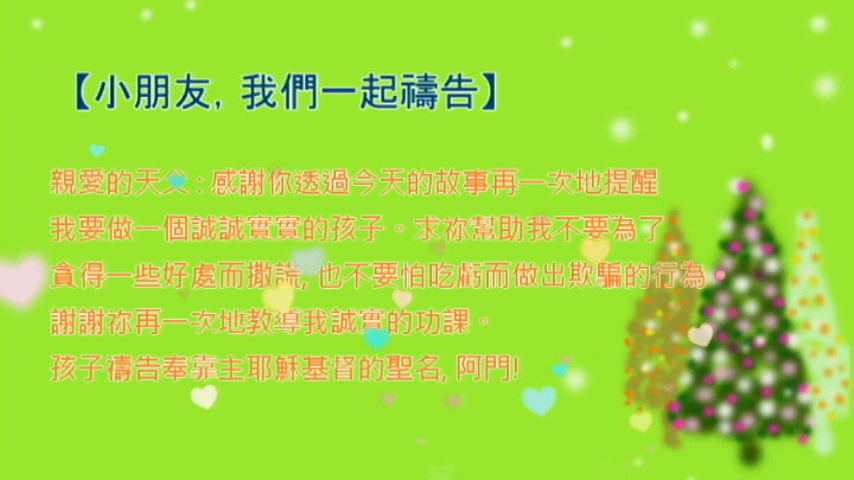 【小朋友, 我們一起禱告】
親愛的天父 : 感謝你透過今天的故事再一次地提醒
我要做一個誠誠實實的孩子。求祢幫助我不要為了
貪得一些好處而撒謊, 也不要怕吃虧而做出欺騙的行為。
謝謝祢再一次地教導我誠實的功課。
孩子禱告奉靠主耶穌基督的聖名, 阿門!